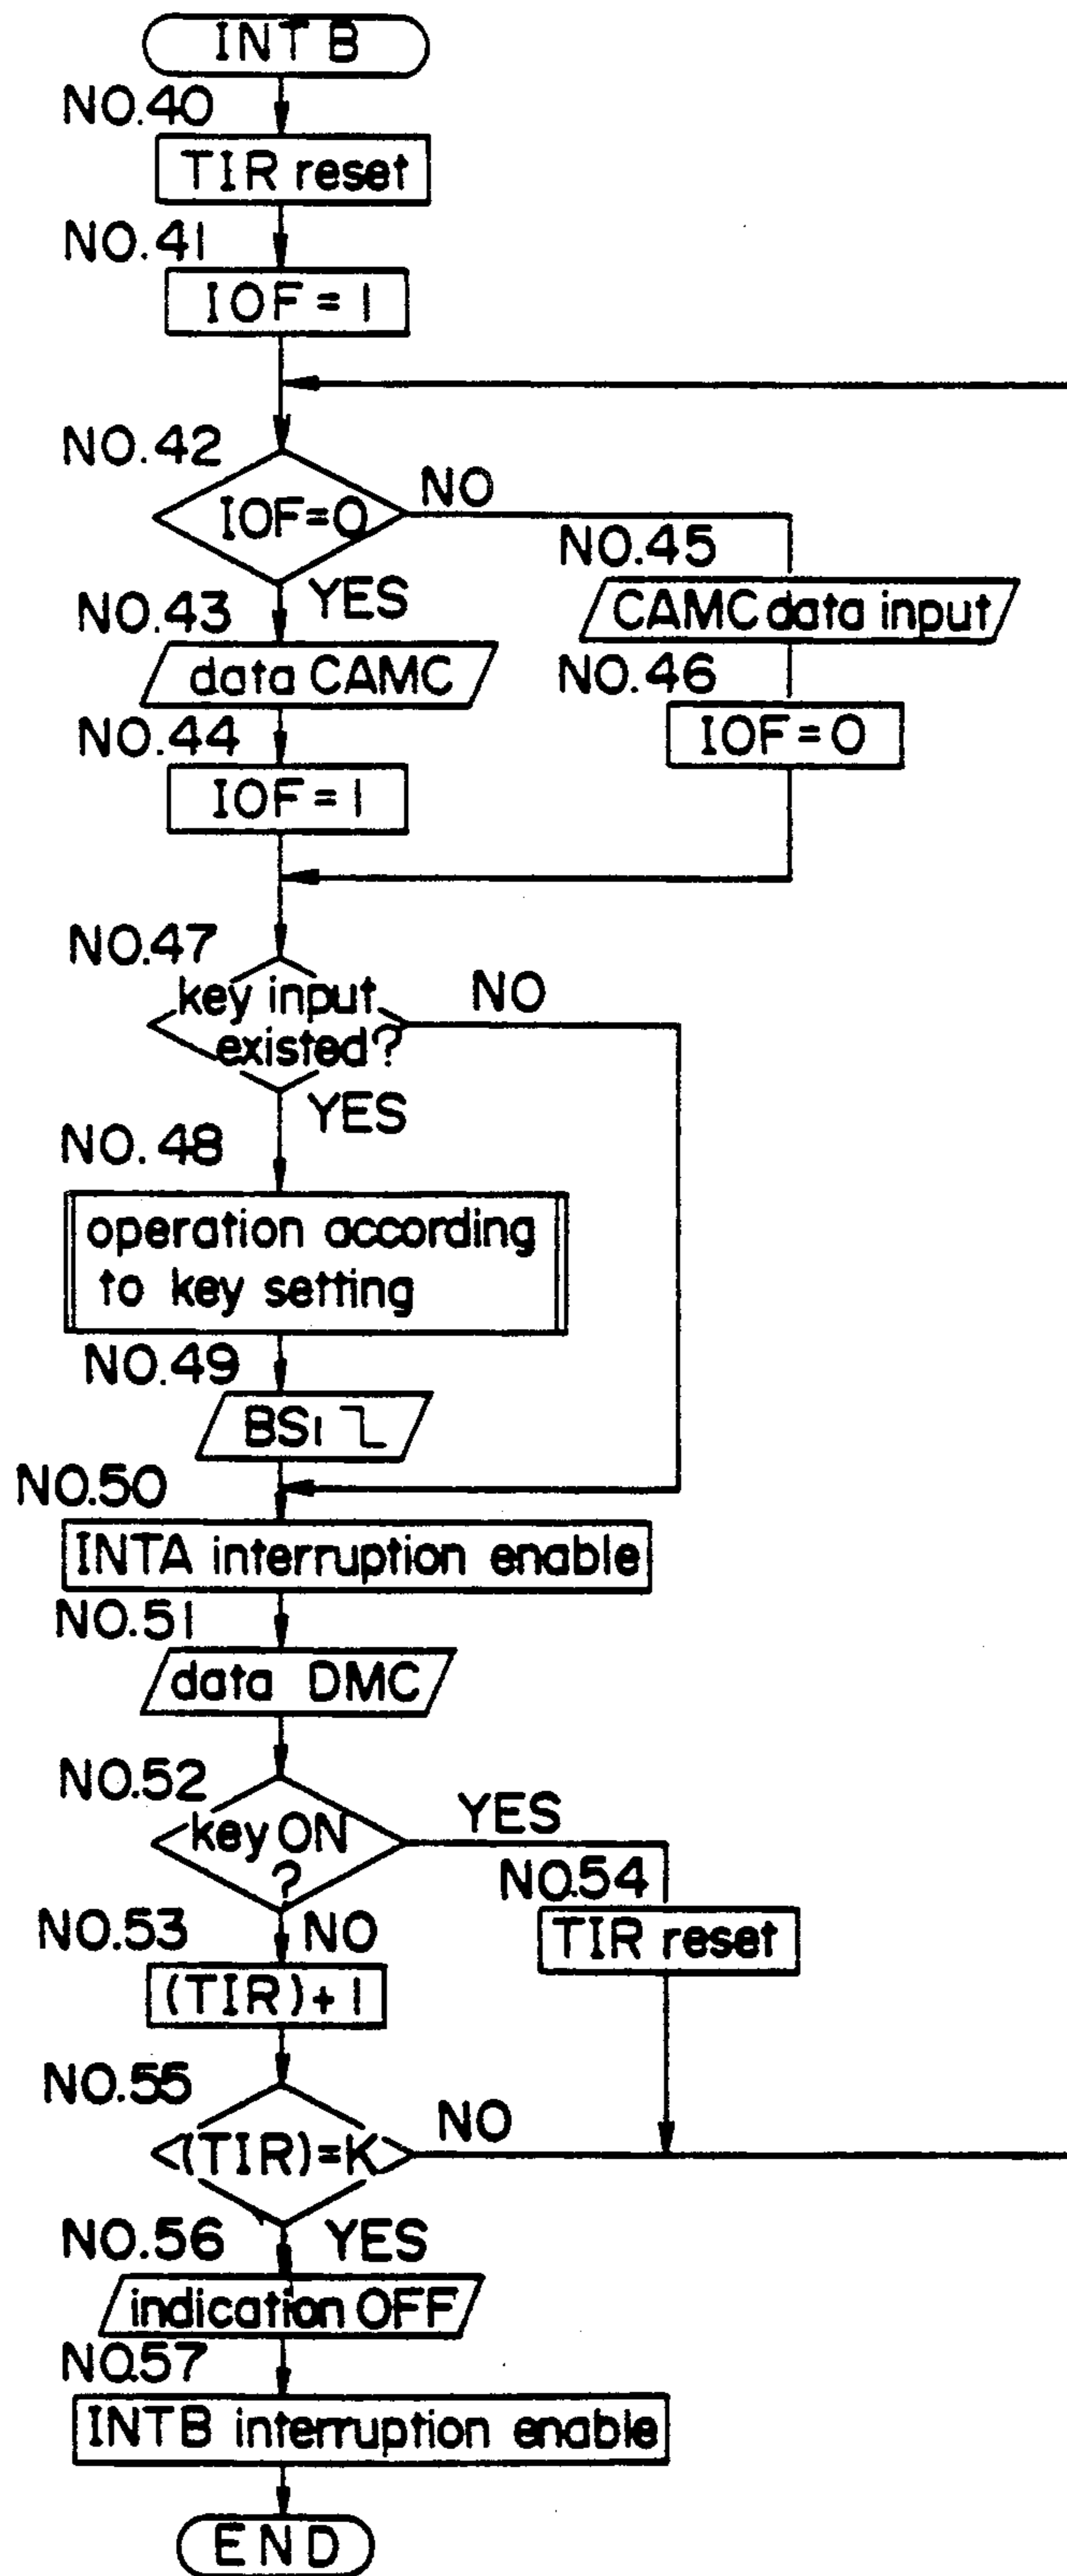 INT B
NO.40
TIR reset
NO.41
IOF = 1
NO.42
IOF=0
NO
YES
NO.43
data CAMC
NO.44
IOF = 1
NO.45
CAMC data input
NO.46
IOF = 0
NO.47
key input
existed?
NO
YES
NO.48
operation according
to key setting
NO.49
BS1
NO.50
INTA interruption enable
NO.51
data DMC
NO.52
key ON
?
YES
NO
NO.53
(TIR)+1
NO.54
TIR reset
NO.55
(TIR)=K
NO
YES
NO.56
indication OFF
NO.57
INTB interruption enable
END